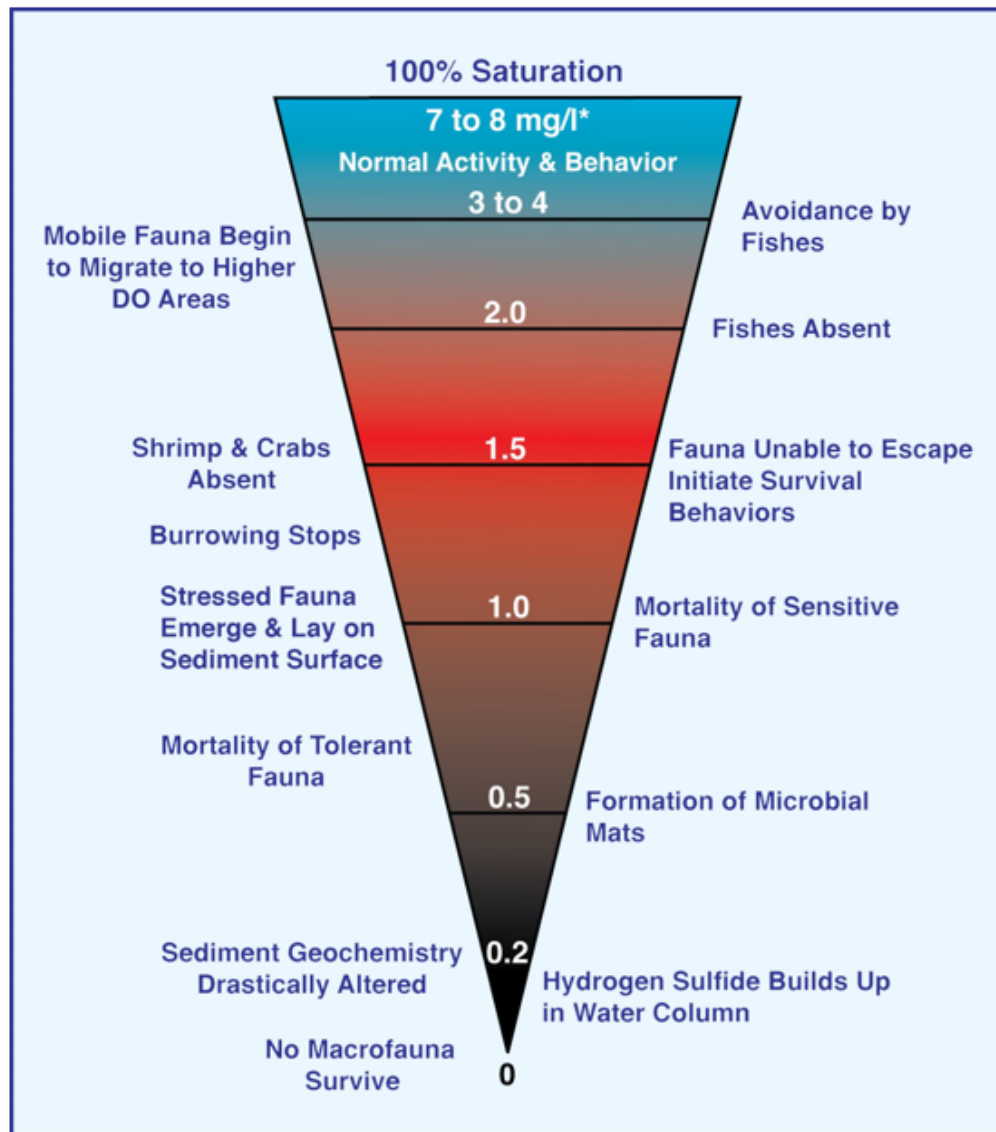 100% Saturation
7 to 8 mg/l*
Normal Activity & Behavior
3 to 4
Avoidance by
Fishes
Mobile Fauna Begin
to Migrate to Higher
DO Areas
2.0
Fishes Absent
Shrimp & Crabs
Absent
1.5
Fauna Unable to Escape
Initiate Survival
Behaviors
Burrowing Stops
Stressed Fauna
Emerge & Lay on
Sediment Surface
1.0
Mortality of Sensitive
Fauna
Mortality of Tolerant
Fauna
0.5
Formation of Microbial
Mats
Sediment Geochemistry
Drastically Altered
0.2
Hydrogen Sulfide Builds Up
in Water Column
No Macrofauna
Survive
0